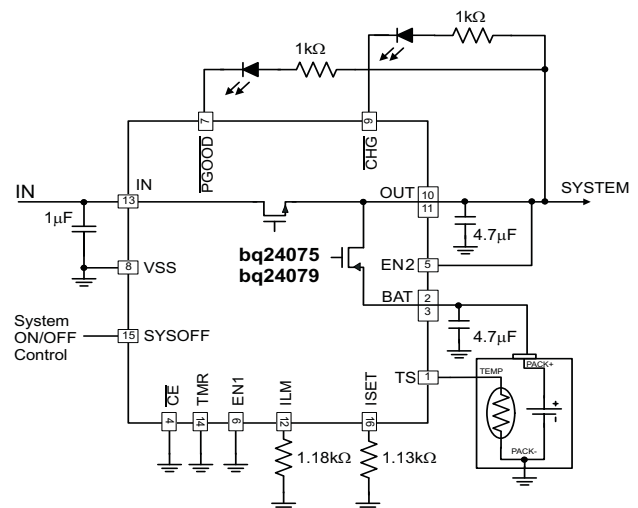 1kΩ
1kΩ
7
9
PGOOD
CHG
IN
IN
13
OUT
10
11
SYSTEM
1μF
4.7μF
bq24075
bq24079
EN2
5
8
VSS
BAT
2
3
System
ON/OFF
Control
15
SYSOFF
4.7μF
TS
1
TEMP
PACK+
+
-
PACK-
CE
TMR
EN1
ILM
ISET
4
14
6
12
16
1.18kΩ
1.13kΩ